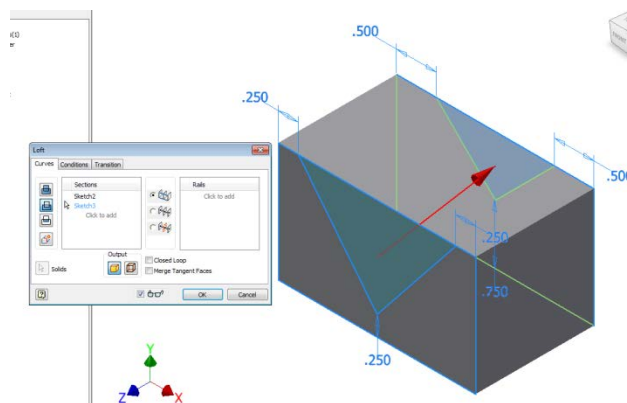 .500
.250
.500
Loft
Curves Conditions Transition
Sections
Rails
Sketch2
Click to add
Sketch3
Click to add
Output
Closed Loop
Solids
Merge Tangent Faces
OK Cancel
.250
.750
.250
Y
Z X